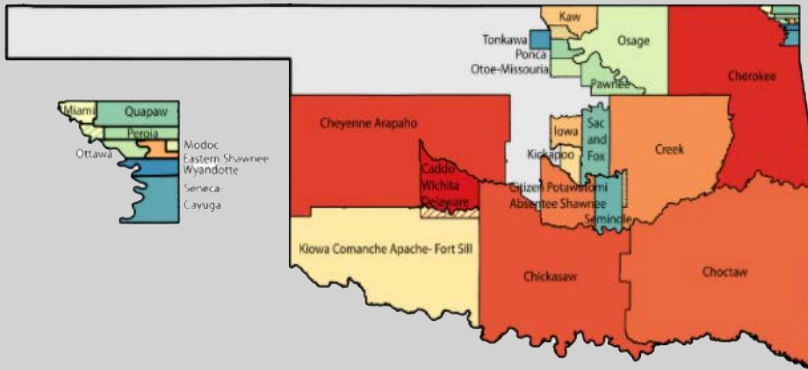 Kaw
Tonkawa
Osage
Ponca
Otoe-Missouria
Pawnee
Cherokee
Miami
Quapaw
Peroia
Ottawa
Modoc
Eastern Shawnee
Wyandotte
Seneca-
Cayuga
Cheyenne Arapaho
Iowa
Sac
and
Fox
Kickapoo
Creek
Caddo
Wichita
Delaware
Citizen Potawatomi
Absentee Shawnee
Seminole
Kiowa Comanche Apache- Fort Sill
Chickasaw
Choctaw